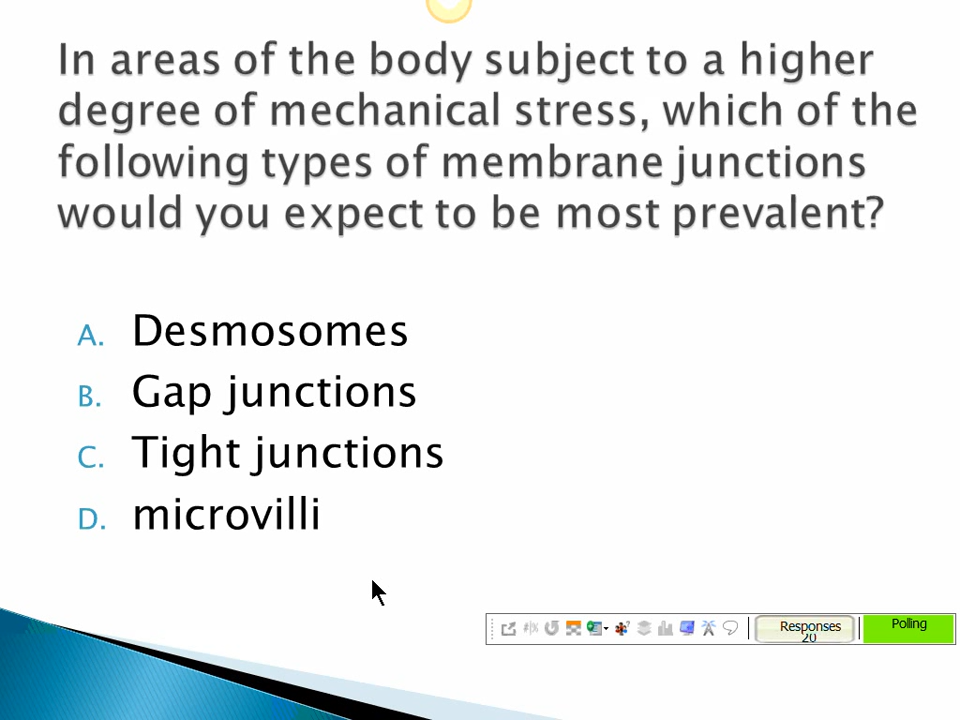 In areas of the body subject to a higher
degree of mechanical stress, which of the
following types of membrane junctions
would you expect to be most prevalent?
A. Desmosomes
B. Gap junctions
C. Tight junctions
D. microvilli
Responses
20
Polling